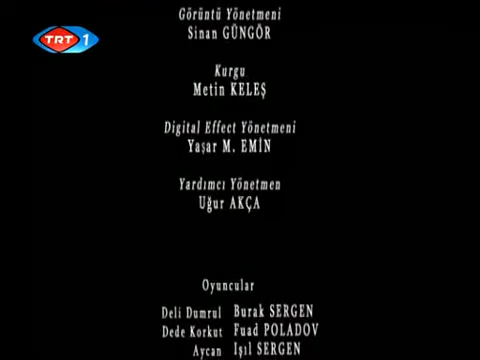 Görüntü Yönetmeni
Sinan GÜNGÖR
TRT 1
Kurgu
Metin KELEŞ
Digital Effect Yönetmeni
Yaşar M. EMİN
Yardımcı Yönetmen
Uğur AKÇA
Oyuncular
Deli Dumrul Burak SERGEN
Dede Korkut Fuad POLADOV
Aycan Işıl SERGEN